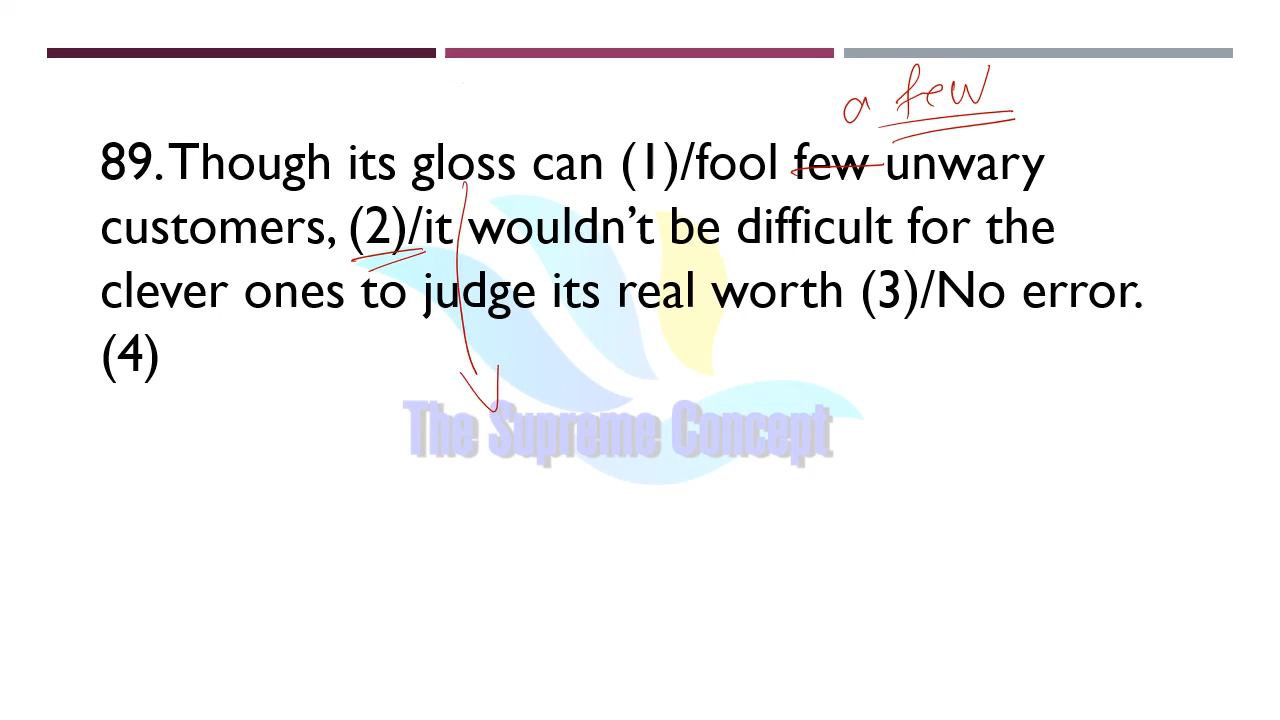 a few
89. Though its gloss can (1)/fool few unwary
customers, (2)/it wouldn't be difficult for the
clever ones to judge its real worth (3)/No error.
(4)
The Supreme Concept